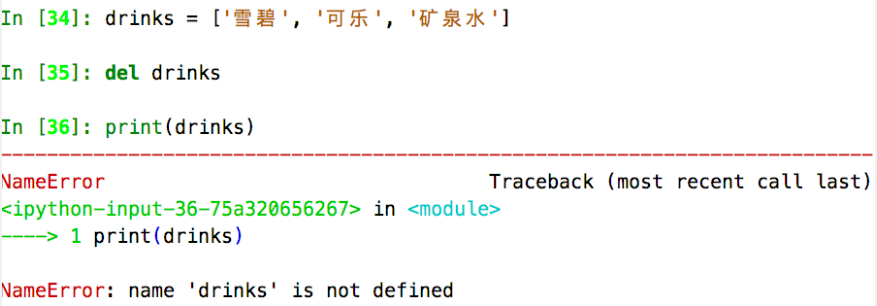 In [34]: drinks = ['雪碧', '可乐', '矿泉水']
In [35]: del drinks
In [36]: print(drinks)
---------------------------------------------------------------------------
NameError                                 Traceback (most recent call last)
<ipython-input-36-75a320656267> in <module>
----> 1 print(drinks)
NameError: name 'drinks' is not defined